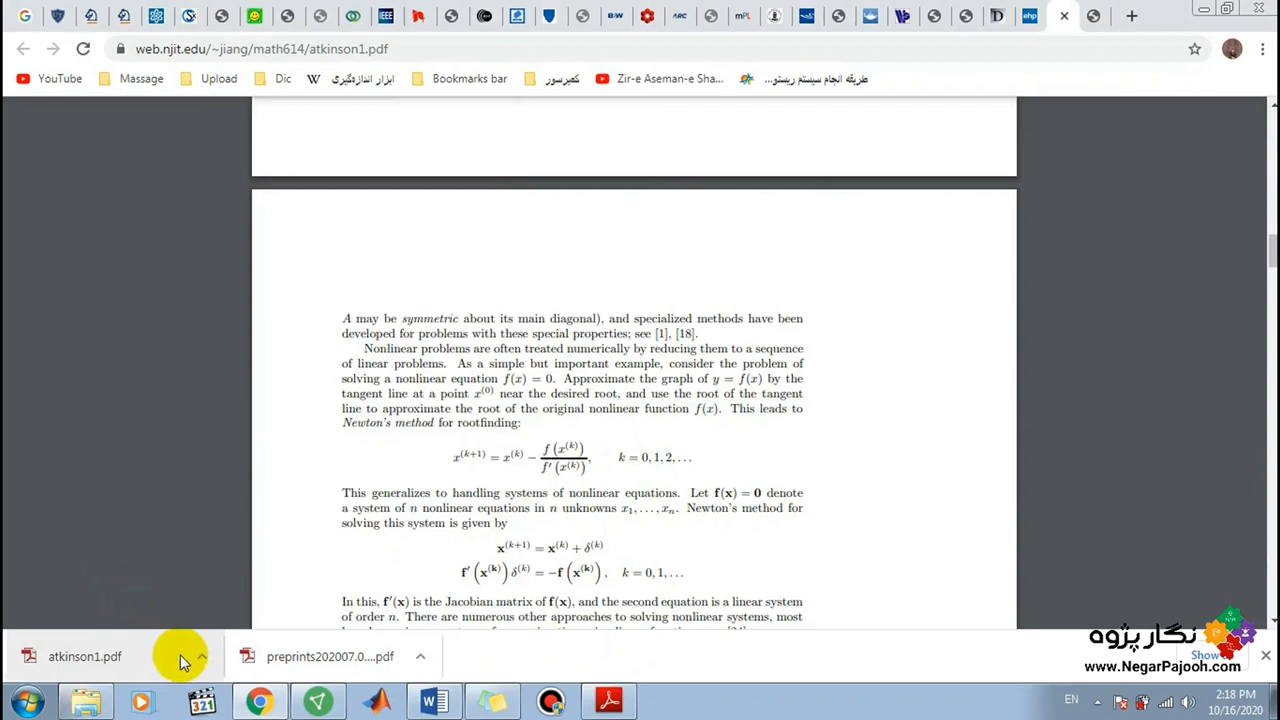 web.njit.edu/~jiang/math614/atkinson1.pdf
YouTube Massage Upload Dic W ابزار اندازه‌گیری Bookmarks bar کمپرسور Zir-e Aseman-e Sha... طریقه انجام سیستم ریستو...
A may be symmetric about its main diagonal), and specialized methods have been
developed for problems with these special properties; see [1], [18].
Nonlinear problems are often treated numerically by reducing them to a sequence
of linear problems. As a simple but important example, consider the problem of
solving a nonlinear equation f(x) = 0. Approximate the graph of y = f(x) by the
tangent line at a point x^(0) near the desired root, and use the root of the tangent
line to approximate the root of the original nonlinear function f(x). This leads to
Newton's method for rootfinding:
x^(k+1) = x^(k) − f(x^(k)) / f′(x^(k)), k = 0, 1, 2, . . .
This generalizes to handling systems of nonlinear equations. Let f(x) = 0 denote
a system of n nonlinear equations in n unknowns x₁, . . . , xₙ. Newton's method for
solving this system is given by
x^(k+1) = x^(k) + δ^(k)
f′(x^(k)) δ^(k) = −f(x^(k)), k = 0, 1, . . .
In this, f′(x) is the Jacobian matrix of f(x), and the second equation is a linear system
of order n. There are numerous other approaches to solving nonlinear systems, most
atkinson1.pdf preprints202007.0....pdf Show
نگار پژوه
www.NegarPajooh.com
EN 2:18 PM
10/16/2020